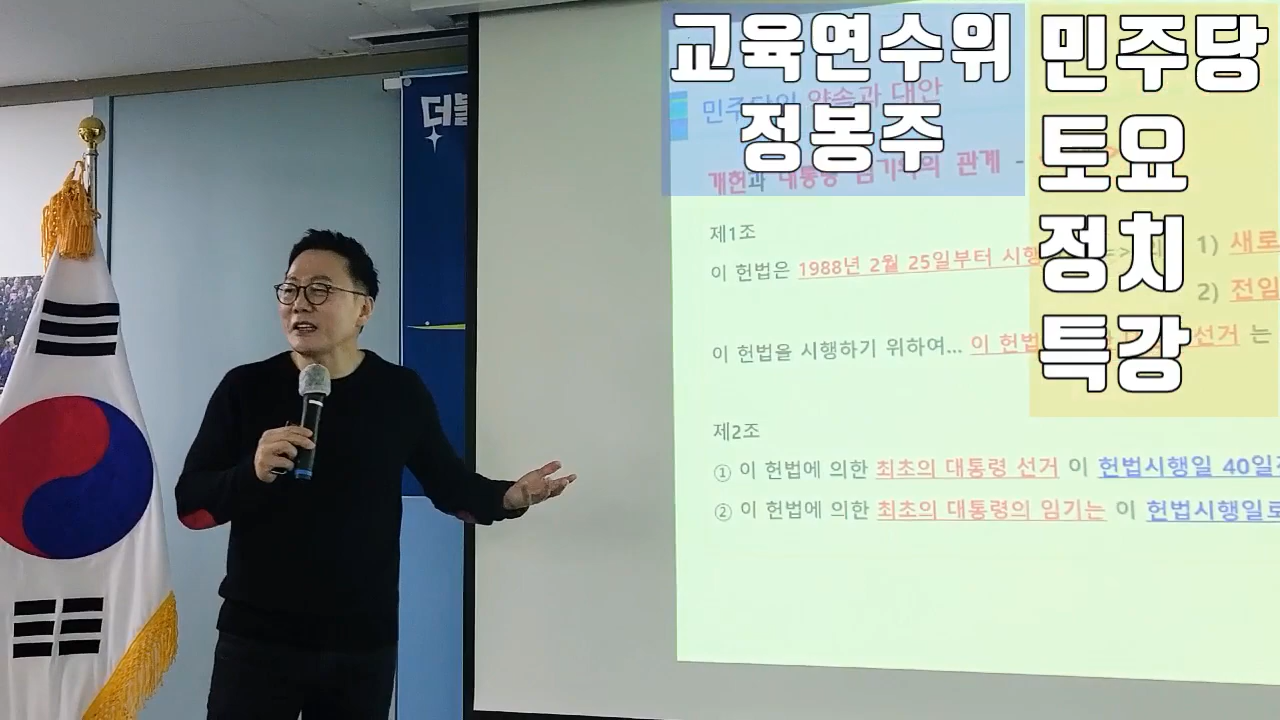 교육연수위
정봉주
민주당
토요
정치
특강
더불
민주당의 약속과 대안
개헌과 대통령 임기와의 관계 -
제1조
이 헌법은 1988년 2월 25일부터 시행 => 1) 새로
2) 전임
이 헌법을 시행하기 위하여... 이 헌법 선거 는
제2조
① 이 헌법에 의한 최초의 대통령 선거 이 헌법시행일 40일
② 이 헌법에 의한 최초의 대통령의 임기는 이 헌법시행일로